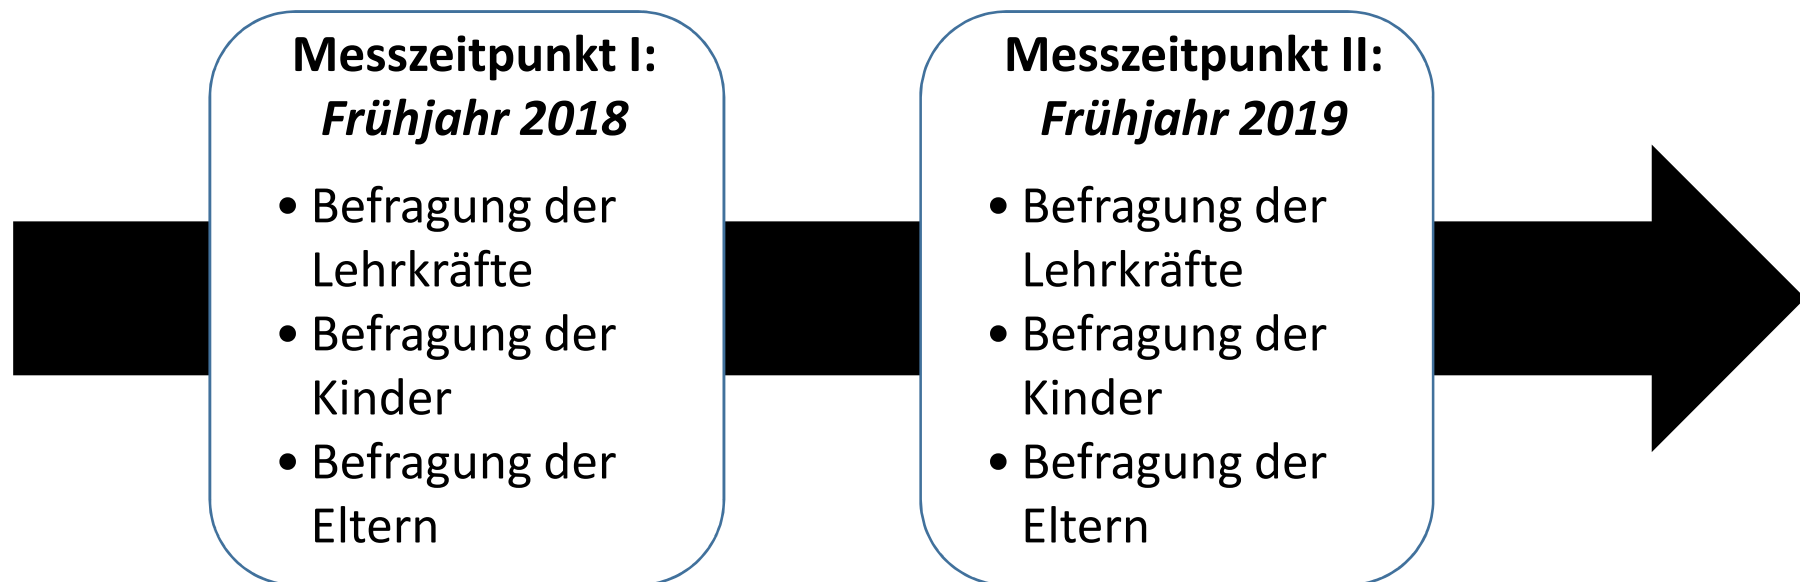 Messzeitpunkt I:
Frühjahr 2018
• Befragung der
Lehrkräfte
• Befragung der
Kinder
• Befragung der
Eltern
Messzeitpunkt II:
Frühjahr 2019
• Befragung der
Lehrkräfte
• Befragung der
Kinder
• Befragung der
Eltern